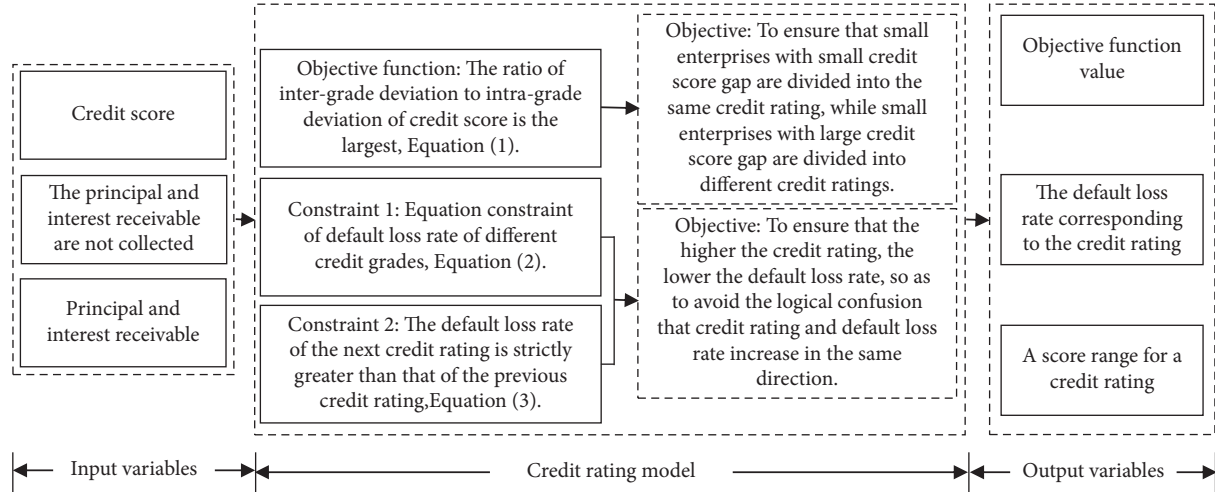 Credit score
The principal and
interest receivable
are not collected
Principal and
interest receivable
Objective function: The ratio of
inter-grade deviation to intra-grade
deviation of credit score is the
largest, Equation (1).
Constraint 1: Equation constraint
of default loss rate of different
credit grades, Equation (2).
Constraint 2: The default loss rate
of the next credit rating is strictly
greater than that of the previous
credit rating,Equation (3).
Objective: To ensure that small
enterprises with small credit
score gap are divided into the
same credit rating, while small
enterprises with large credit
score gap are divided into
different credit ratings.
Objective: To ensure that the
higher the credit rating, the
lower the default loss rate, so as
to avoid the logical confusion
that credit rating and default loss
rate increase in the same
direction.
Objective function
value
The default loss
rate corresponding
to the credit rating
A score range for a
credit rating
Input variables
Credit rating model
Output variables